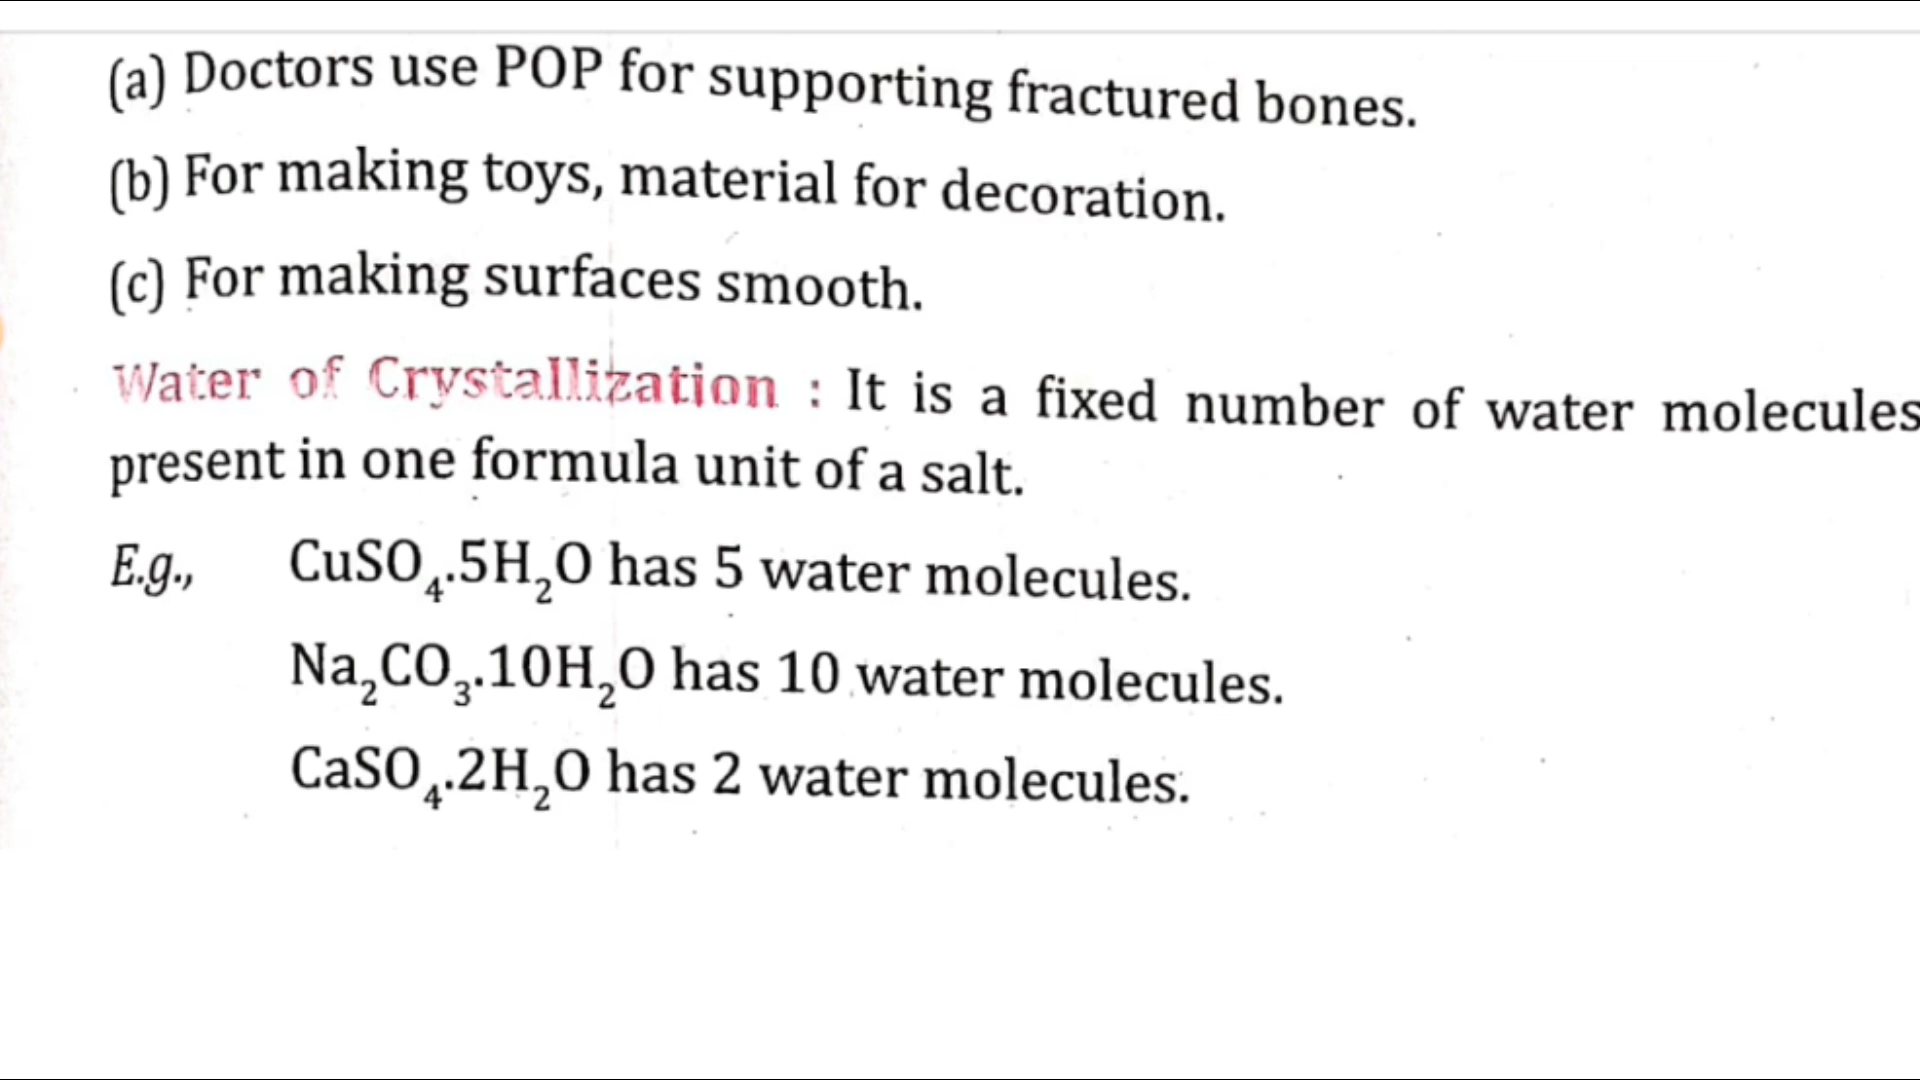 (a) Doctors use POP for supporting fractured bones.
(b) For making toys, material for decoration.
(c) For making surfaces smooth.
Water of Crystallization : It is a fixed number of water molecules
present in one formula unit of a salt.
E.g., CuSO₄.5H₂O has 5 water molecules.
Na₂CO₃.10H₂O has 10 water molecules.
CaSO₄.2H₂O has 2 water molecules.